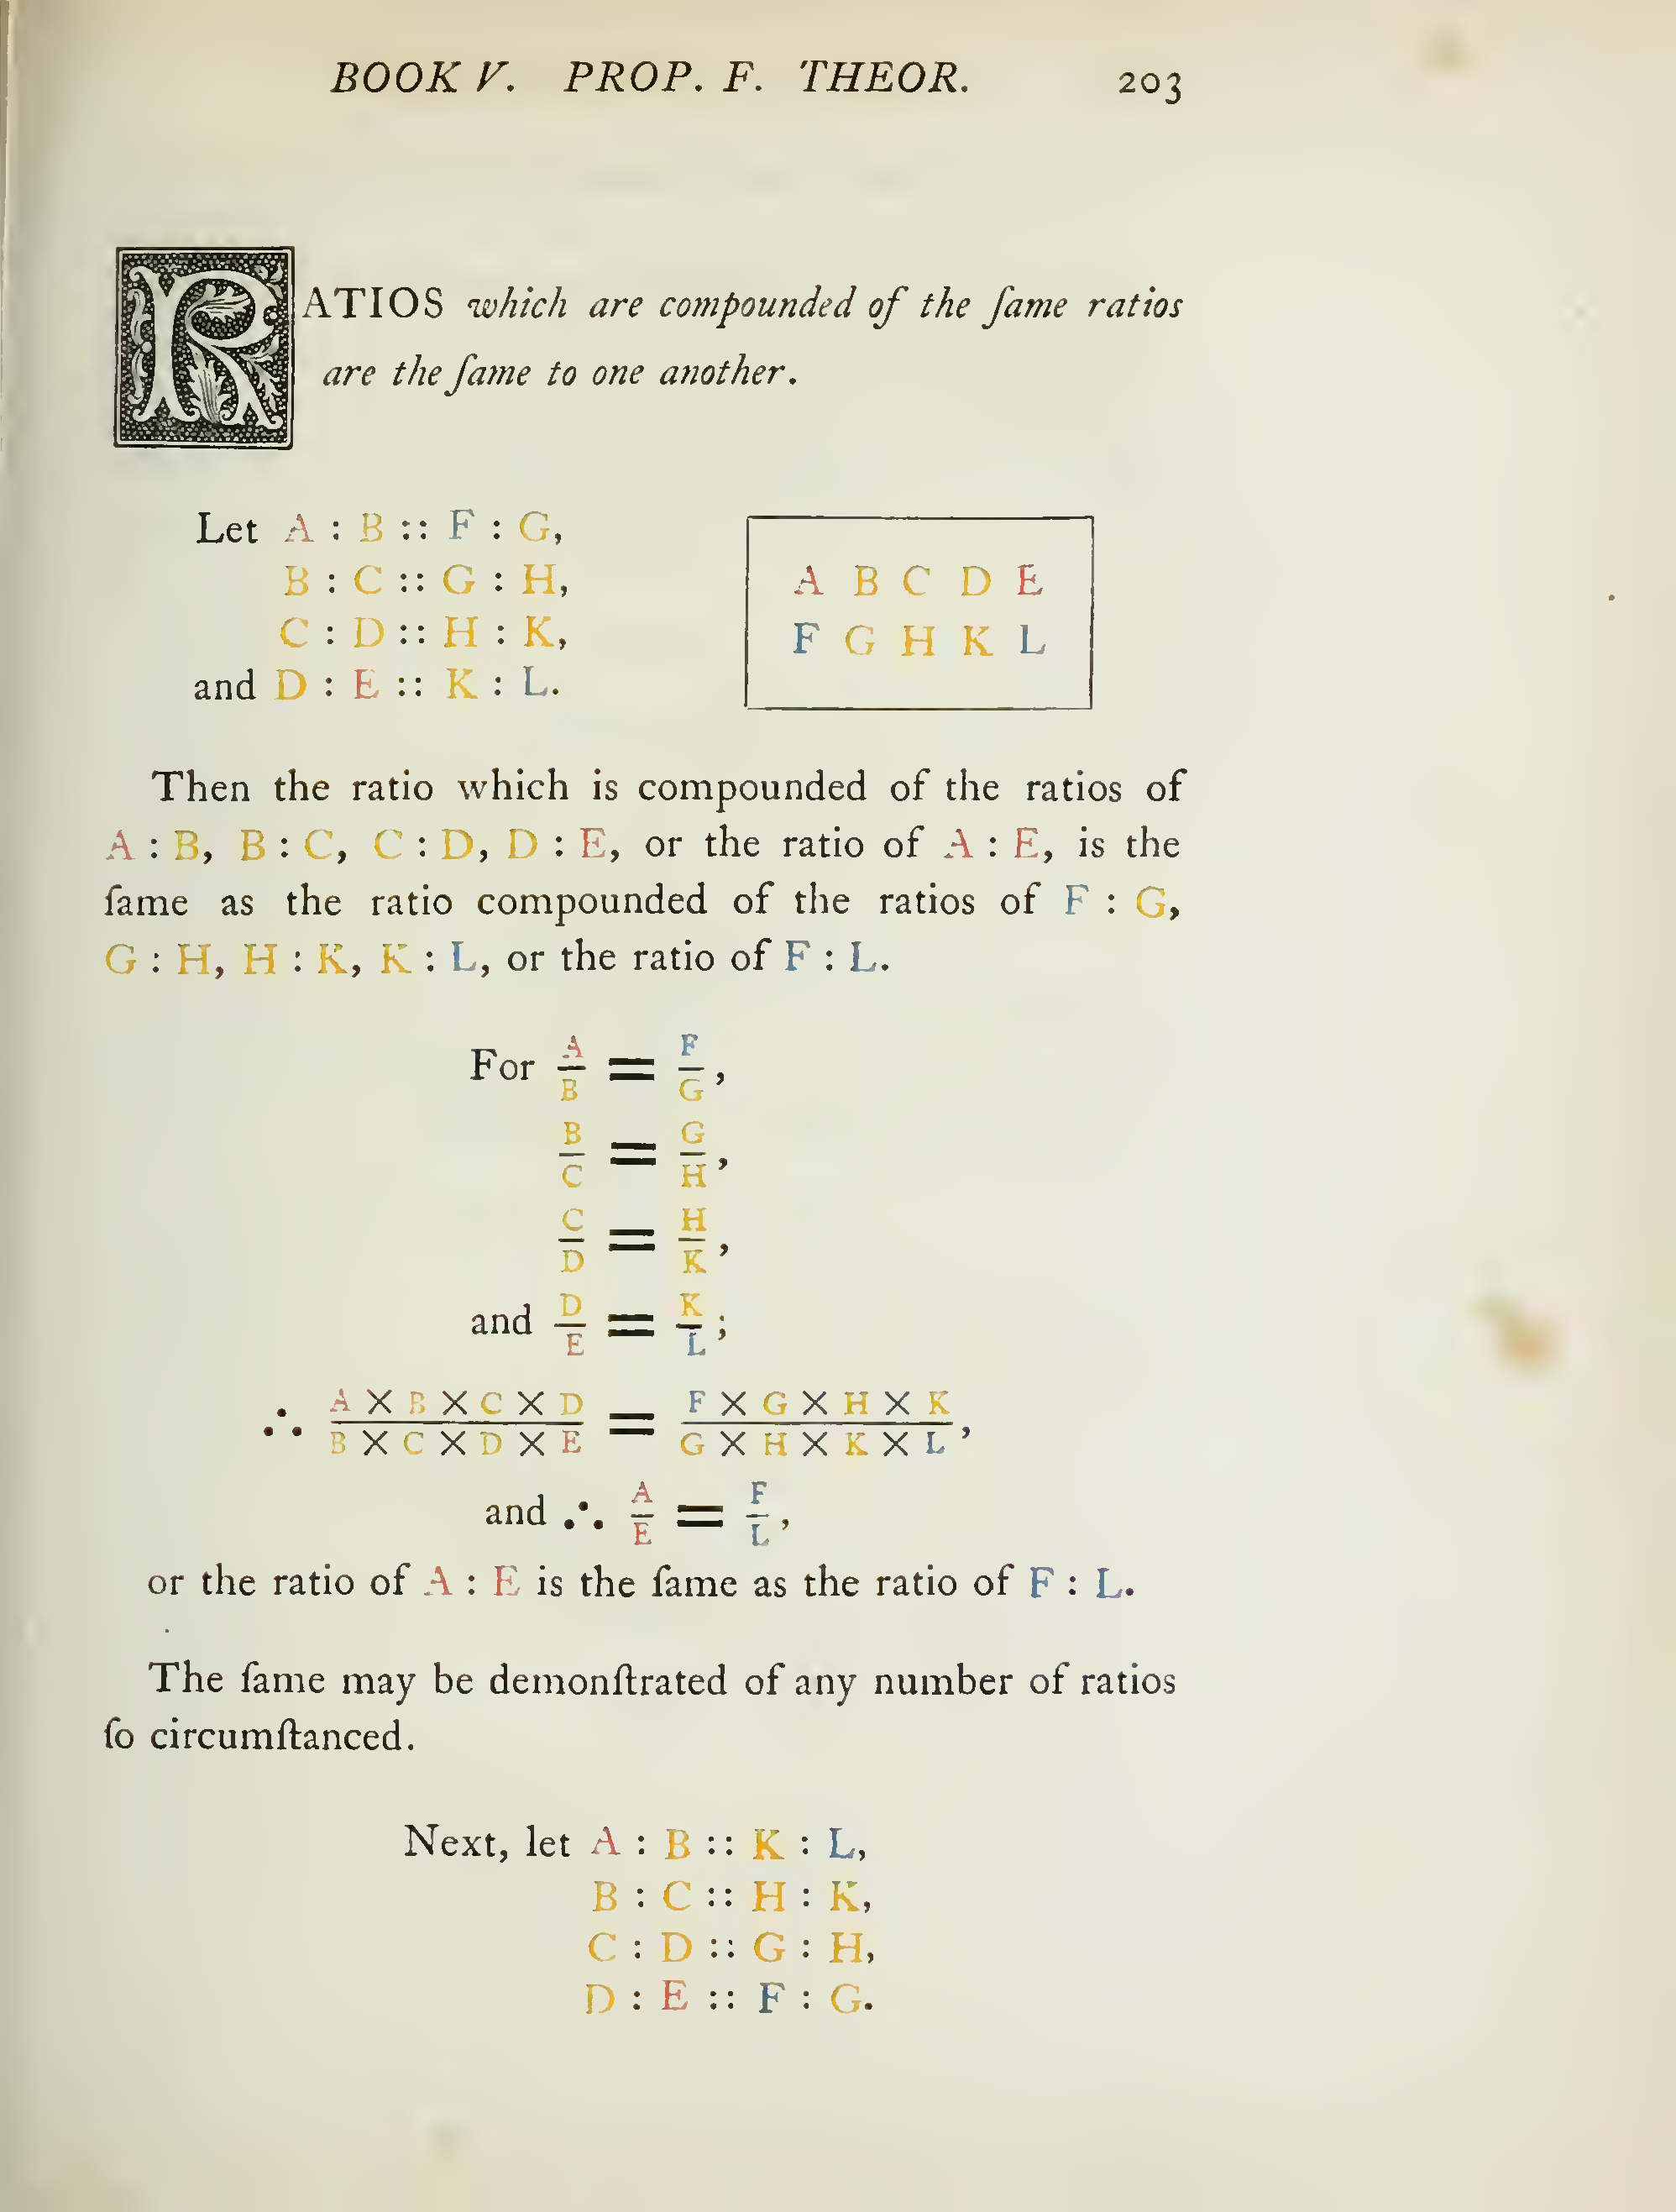 BOOK V. PROP. F. THEOR. 203
RATIOS which are compounded of the ſame ratios
are the ſame to one another.
Let A : B :: F : G,
B : C :: G : H,
C : D :: H : K,
and D : E :: K : L.
A B C D E
F G H K L
Then the ratio which is compounded of the ratios of
A : B, B : C, C : D, D : E, or the ratio of A : E, is the
ſame as the ratio compounded of the ratios of F : G,
G : H, H : K, K : L, or the ratio of F : L.
For A/B = F/G,
B/C = G/H,
C/D = H/K,
and D/E = K/L;
∴ A × B × C × D / B × C × D × E = F × G × H × K / G × H × K × L,
and ∴ A/E = F/L,
or the ratio of A : E is the ſame as the ratio of F : L.
The ſame may be demonſtrated of any number of ratios
ſo circumſtanced.
Next, let A : B :: K : L,
B : C :: H : K,
C : D :: G : H,
D : E :: F : G.